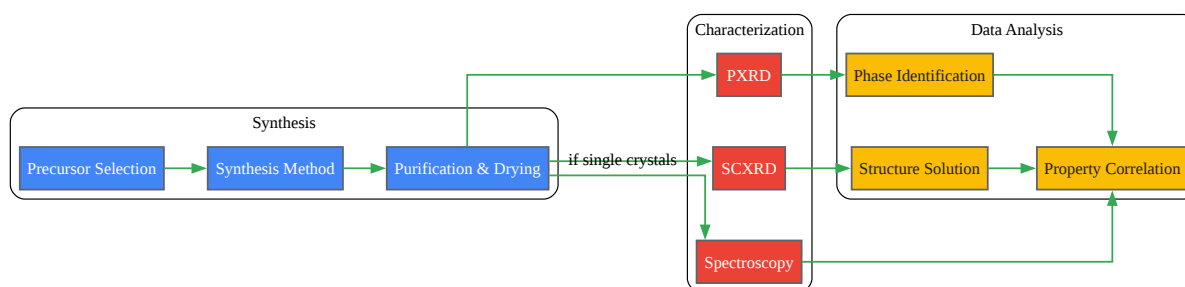 Characterization
Data Analysis
PXRD
Phase Identification
Synthesis
Precursor Selection
Synthesis Method
Purification & Drying
if single crystals
SCXRD
Structure Solution
Property Correlation
Spectroscopy